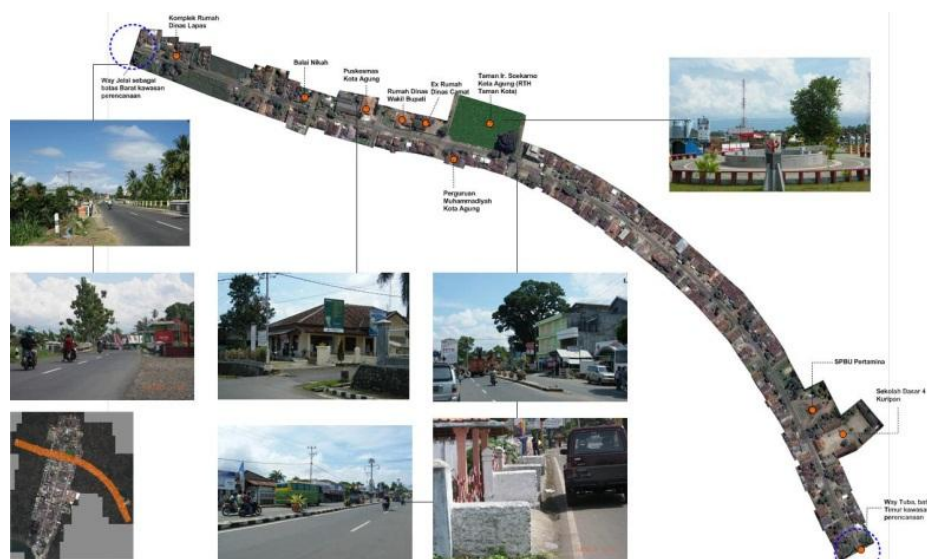 Komplek Rumah
Dinas Lapas
Way Jelai sebagai
batas Barat kawasan
perencanaan
Balai Nikah
Puskesmas
Kota Agung
Rumah Dinas
Wakil Bupati
Ex Rumah
Dinas Camat
Taman Ir. Soekarno
Kota Agung (RTH
Taman Kota)
Perguruan
Muhammadiyah
Kota Agung
SPBU Pertamina
Sekolah Dasar 4
Kuripan
Way Tuba,
Timur kawasan
perencanaan